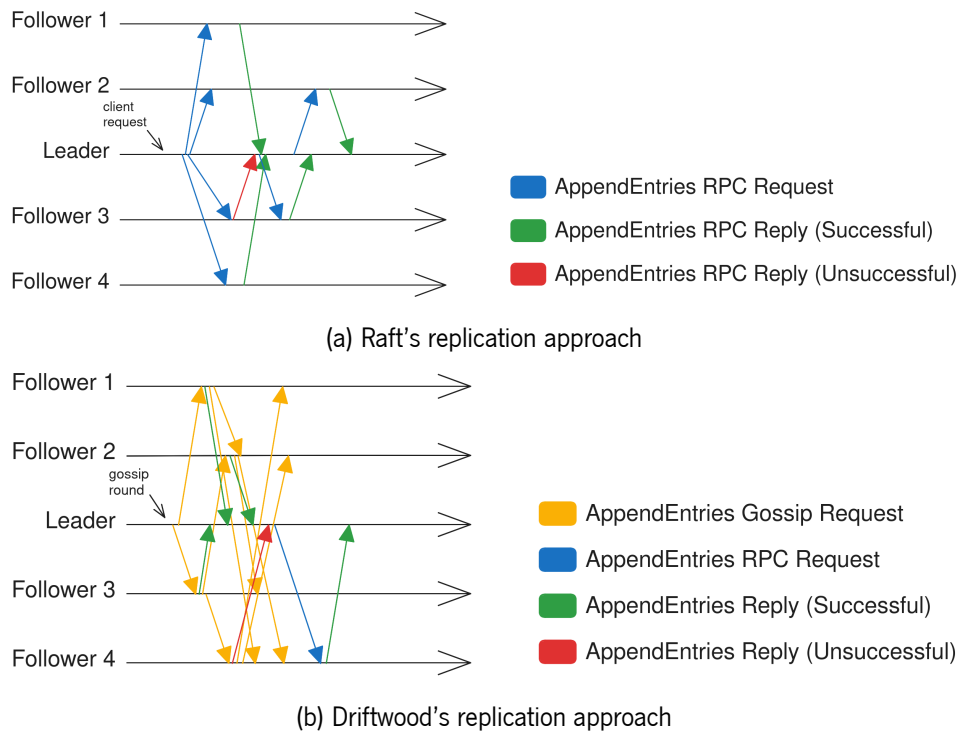 Follower 1
Follower 2
client
request
Leader
Follower 3
Follower 4
AppendEntries RPC Request
AppendEntries RPC Reply (Successful)
AppendEntries RPC Reply (Unsuccessful)
(a) Raft's replication approach
Follower 1
Follower 2
gossip
round
Leader
Follower 3
Follower 4
AppendEntries Gossip Request
AppendEntries RPC Request
AppendEntries Reply (Successful)
AppendEntries Reply (Unsuccessful)
(b) Driftwood's replication approach